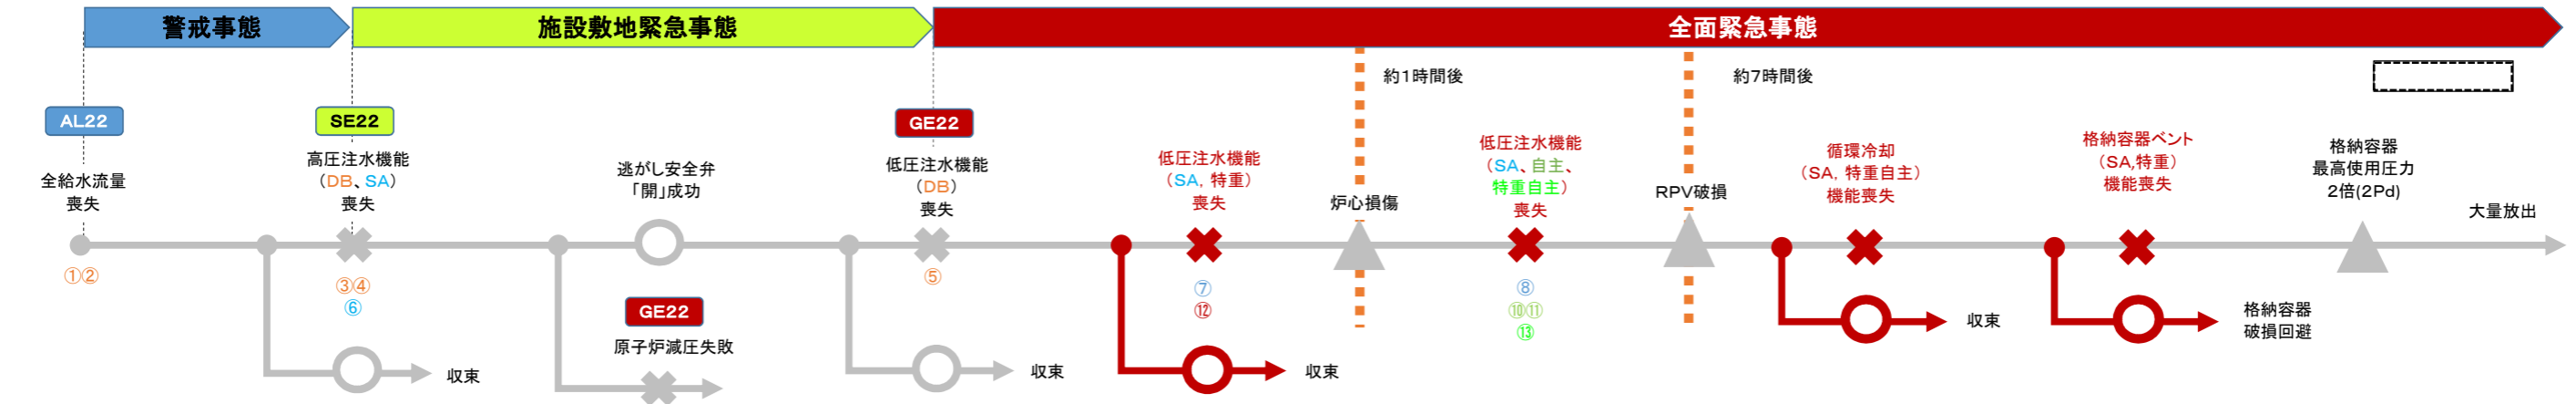 警戒事態
施設敷地緊急事態
全面緊急事態
約1時間後
約7時間後
AL22
全給水流量
喪失
①②
SE22
高圧注水機能
（DB、SA）
喪失
③④
⑥
収束
逃がし安全弁
「開」成功
GE22
原子炉減圧失敗
GE22
低圧注水機能
（DB）
喪失
⑤
収束
低圧注水機能
（SA，特重）
喪失
⑦
⑫
収束
炉心損傷
低圧注水機能
（SA、自主、
特重自主）
喪失
⑧
⑩⑪
⑬
RPV破損
循環冷却
（SA，特重自主）
機能喪失
収束
格納容器ベント
（SA,特重）
機能喪失
格納容器
破損回避
格納容器
最高使用圧力
2倍(2Pd)
大量放出